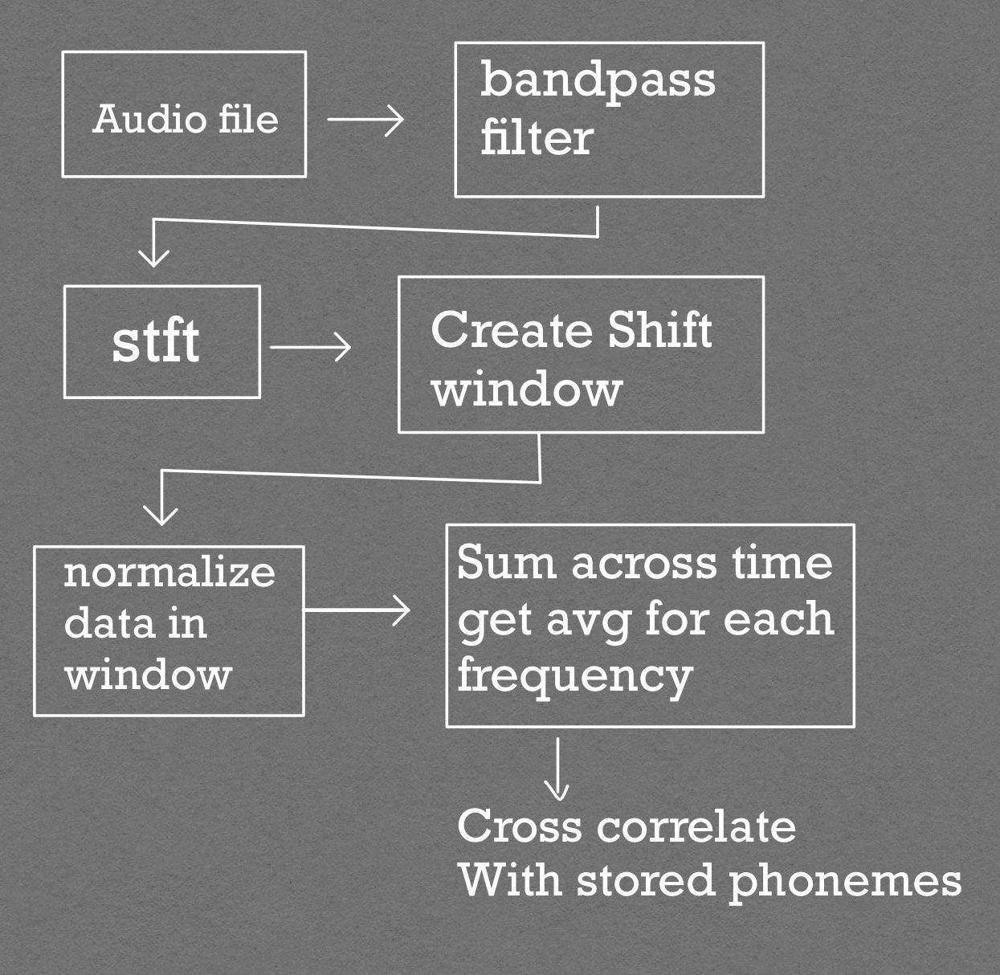 Audio file
bandpass
filter
stft
Create Shift
window
normalize
data in
window
Sum across time
get avg for each
frequency
Cross correlate
With stored phonemes